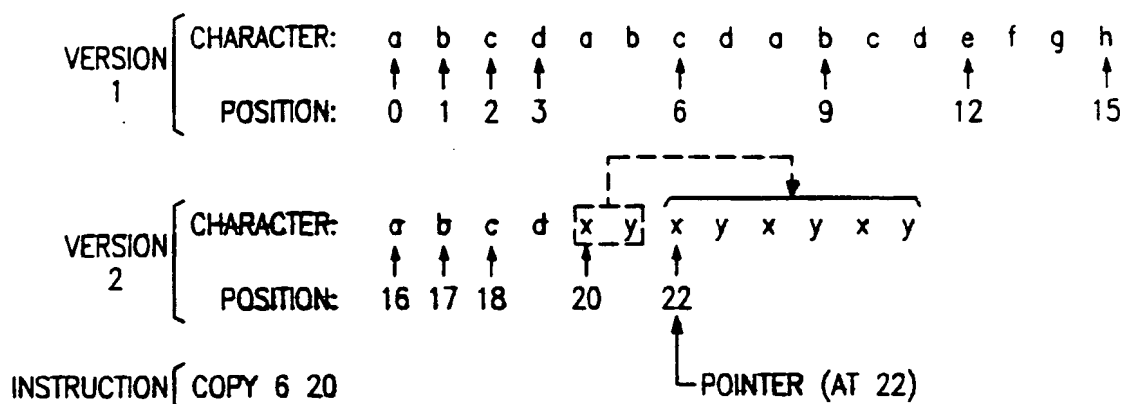 VERSION 1
CHARACTER: a b c d a b c d a b c d e f g h
POSITION: 0 1 2 3 6 9 12 15
VERSION 2
CHARACTER: a b c d x y x y x y x y
POSITION: 16 17 18 20 22
INSTRUCTION COPY 6 20
POINTER (AT 22)